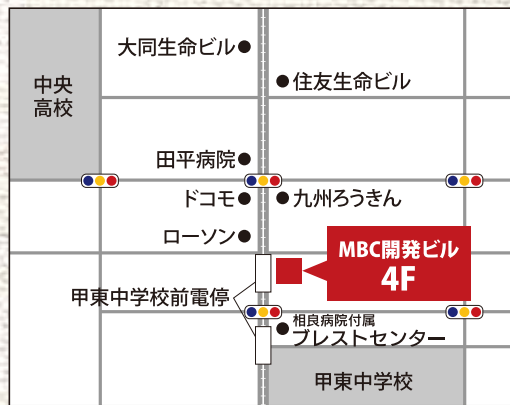 大同生命ビル
中央
高校
住友生命ビル
田平病院
ドコモ
九州ろうきん
ローソン
MBC開発ビル
4F
甲東中学校前電停
相良病院付属
ブレストセンター
甲東中学校